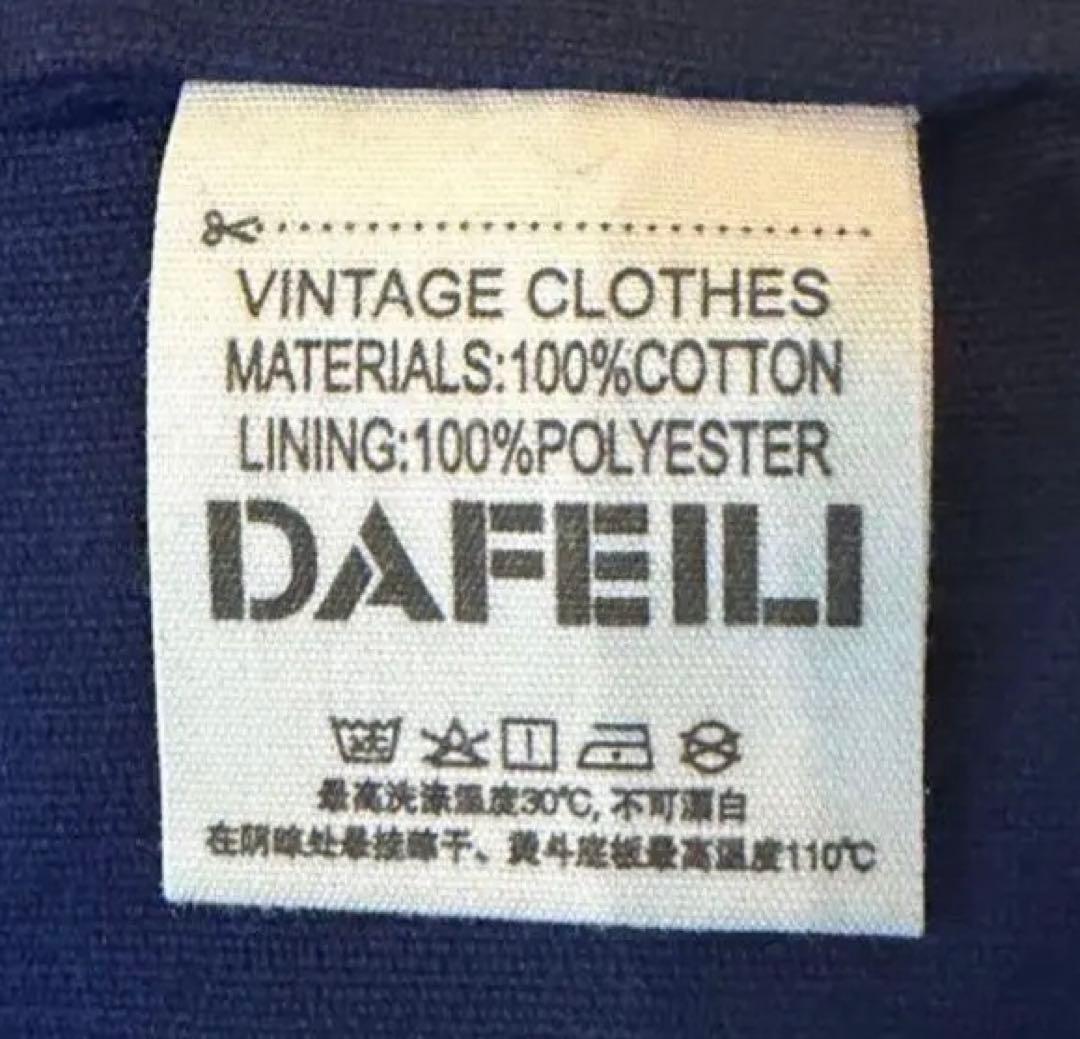 VINTAGE CLOTHES
MATERIALS:100%COTTON
LINING:100%POLYESTER
DAFEILI
最高洗涤温度30℃, 不可漂白
在阴晾处悬挂晾干、熨斗底板最高温度110℃